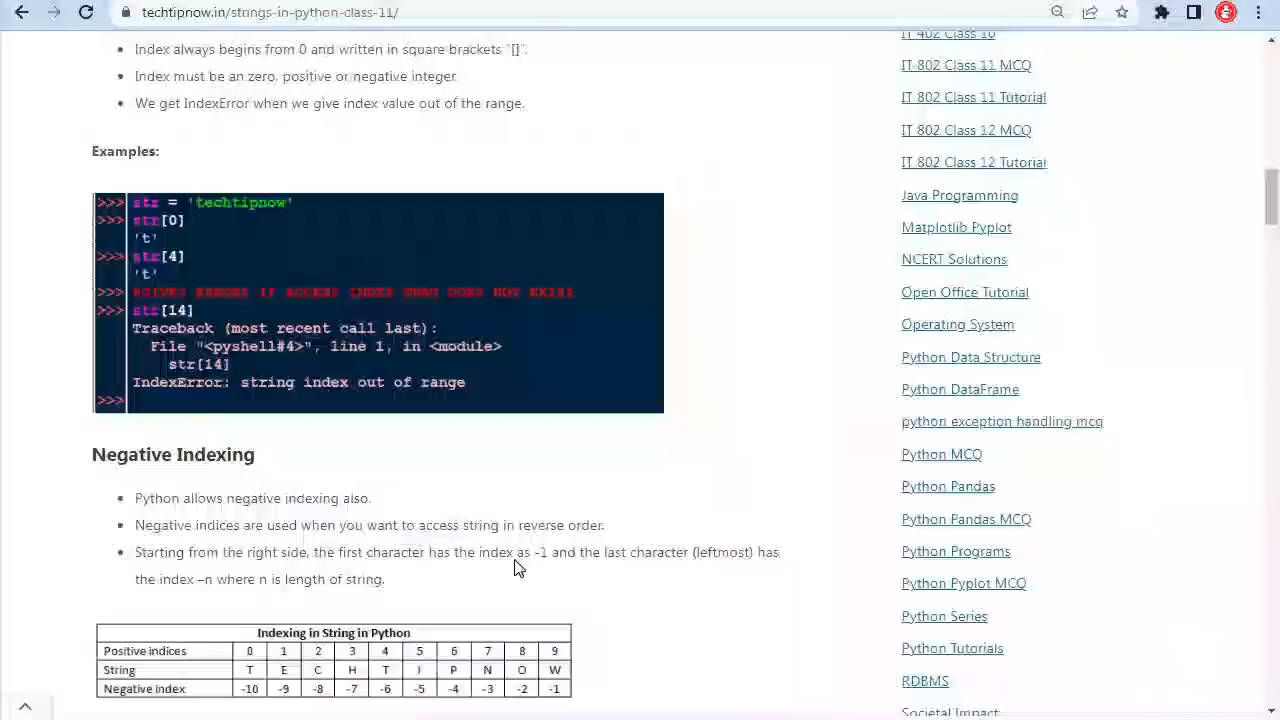 techtipnow.in/strings-in-python-class-11/
Index always begins from 0 and written in square brackets "[]".
Index must be an zero, positive or negative integer.
We get IndexError when we give index value out of the range.
Examples:
>>> str = 'techtipnow'
>>> str[0]
't'
>>> str[4]
't'
>>> #GIVES ERRORS IF ACCESS INDEX THAT DOES NOT EXIST
>>> str[14]
Traceback (most recent call last):
File "<pyshell#4>", line 1, in <module>
str[14]
IndexError: string index out of range
>>>
Negative Indexing
Python allows negative indexing also.
Negative indices are used when you want to access string in reverse order.
Starting from the right side, the first character has the index as -1 and the last character (leftmost) has
the index –n where n is length of string.
Indexing in String in Python
Positive indices 0 1 2 3 4 5 6 7 8 9
String T E C H T I P N O W
Negative index -10 -9 -8 -7 -6 -5 -4 -3 -2 -1
IT 402 Class 10
IT 802 Class 11 MCQ
IT 802 Class 11 Tutorial
IT 802 Class 12 MCQ
IT 802 Class 12 Tutorial
Java Programming
Matplotlib Pyplot
NCERT Solutions
Open Office Tutorial
Operating System
Python Data Structure
Python DataFrame
python exception handling mcq
Python MCQ
Python Pandas
Python Pandas MCQ
Python Programs
Python Pyplot MCQ
Python Series
Python Tutorials
RDBMS
Societal Impact